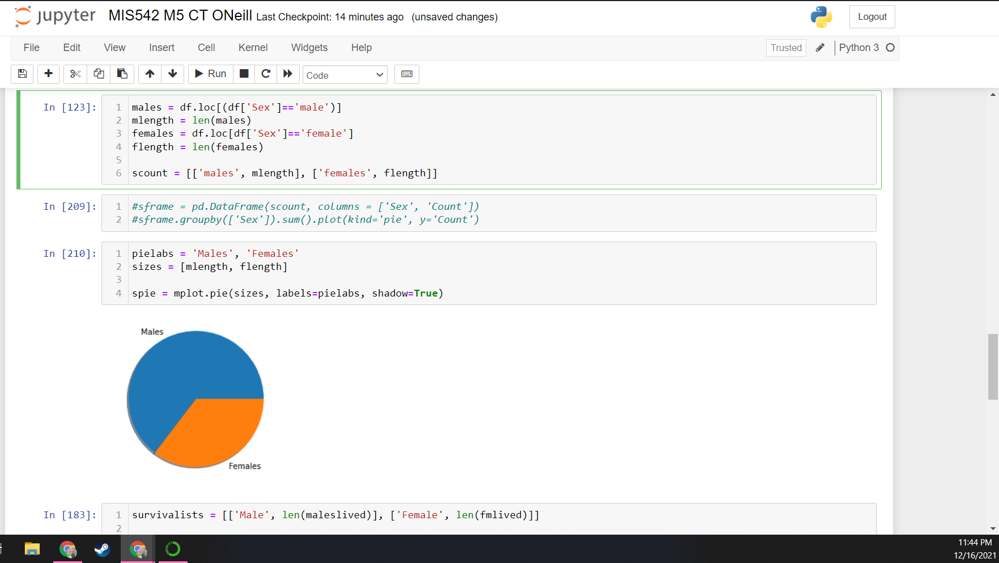 jupyter MIS542 M5 CT ONeill Last Checkpoint: 14 minutes ago (unsaved changes)
Logout
File Edit View Insert Cell Kernel Widgets Help
Trusted Python 3
Run Code
In [123]:
1 males = df.loc[(df['Sex']=='male')]
2 mlength = len(males)
3 females = df.loc[df['Sex']=='female']
4 flength = len(females)
5
6 scount = [['males', mlength], ['females', flength]]
In [209]:
1 #sframe = pd.DataFrame(scount, columns = ['Sex', 'Count'])
2 #sframe.groupby(['Sex']).sum().plot(kind='pie', y='Count')
In [210]:
1 pielabs = 'Males', 'Females'
2 sizes = [mlength, flength]
3
4 spie = mplot.pie(sizes, labels=pielabs, shadow=True)
Males
Females
In [183]:
1 survivalists = [['Male', len(maleslived)], ['Female', len(fmlived)]]
2
11:44 PM
12/16/2021